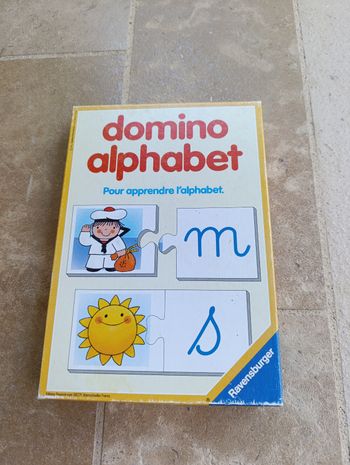 domino
alphabet
Pour apprendre l'alphabet.
m
s
Ravensburger